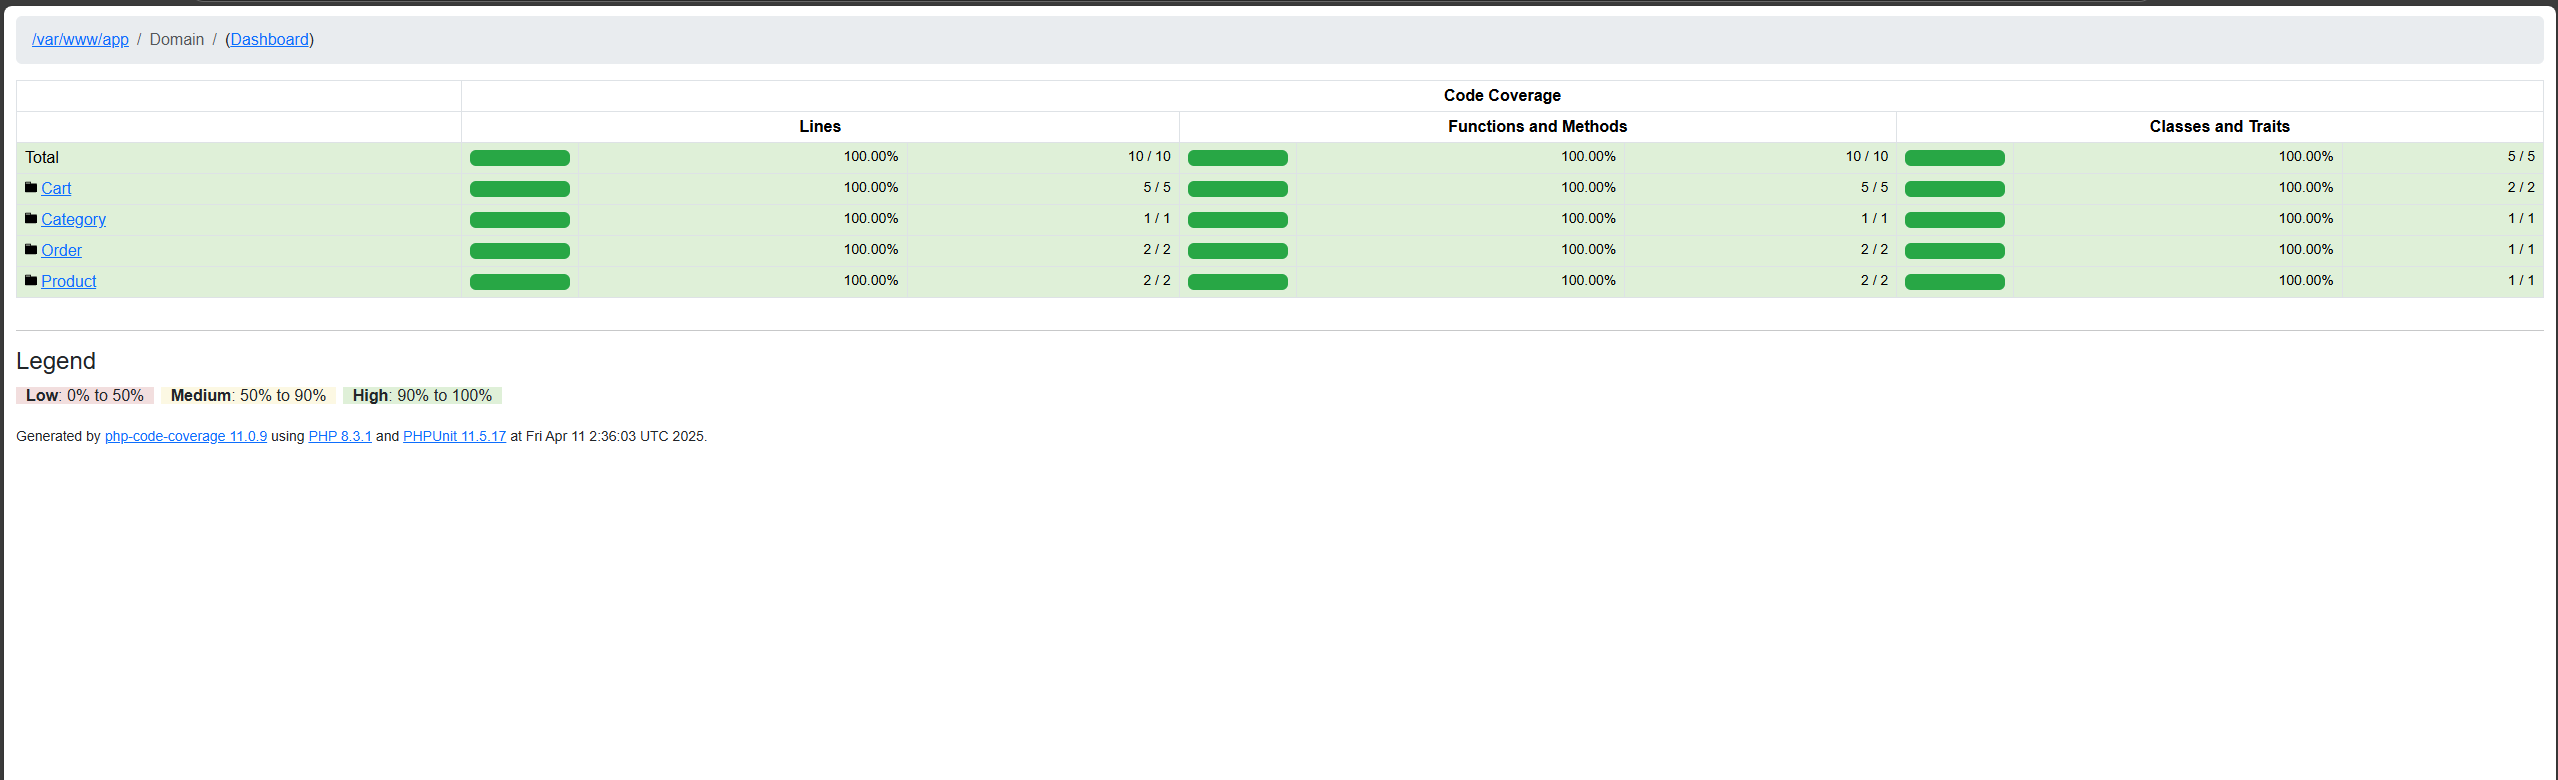 /var/www/app / Domain / (Dashboard)
Code Coverage
Lines Functions and Methods Classes and Traits
Total 100.00% 10 / 10 100.00% 10 / 10 100.00% 5 / 5
Cart 100.00% 5 / 5 100.00% 5 / 5 100.00% 2 / 2
Category 100.00% 1 / 1 100.00% 1 / 1 100.00% 1 / 1
Order 100.00% 2 / 2 100.00% 2 / 2 100.00% 1 / 1
Product 100.00% 2 / 2 100.00% 2 / 2 100.00% 1 / 1
Legend
Low: 0% to 50% Medium: 50% to 90% High: 90% to 100%
Generated by php-code-coverage 11.0.9 using PHP 8.3.1 and PHPUnit 11.5.17 at Fri Apr 11 2:36:03 UTC 2025.